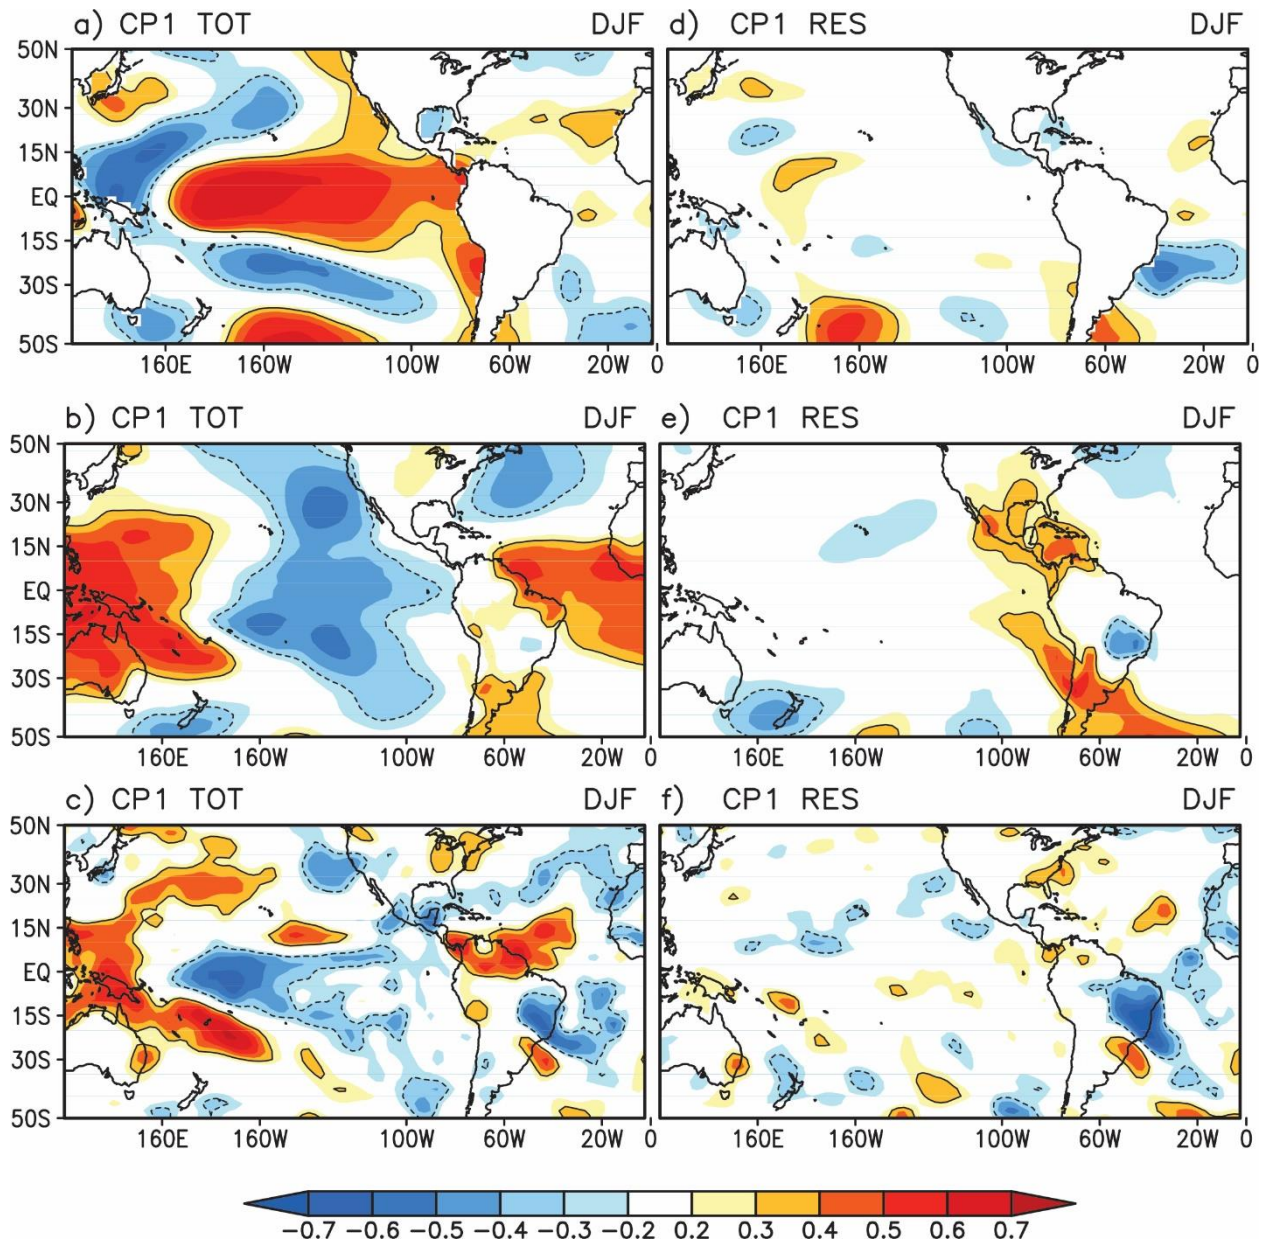 a) CP1 TOT DJF
d) CP1 RES DJF
50N
30N
15N
EQ
15S
30S
50S
160E 160W 100W 60W 20W 0
160E 160W 100W 60W 20W 0
b) CP1 TOT DJF
e) CP1 RES DJF
50N
30N
15N
EQ
15S
30S
50S
160E 160W 100W 60W 20W 0
160E 160W 100W 60W 20W 0
c) CP1 TOT DJF
f) CP1 RES DJF
50N
30N
15N
EQ
15S
30S
50S
160E 160W 100W 60W 20W 0
160E 160W 100W 60W 20W 0
−0.7 −0.6 −0.5 −0.4 −0.3 −0.2 0.2 0.3 0.4 0.5 0.6 0.7